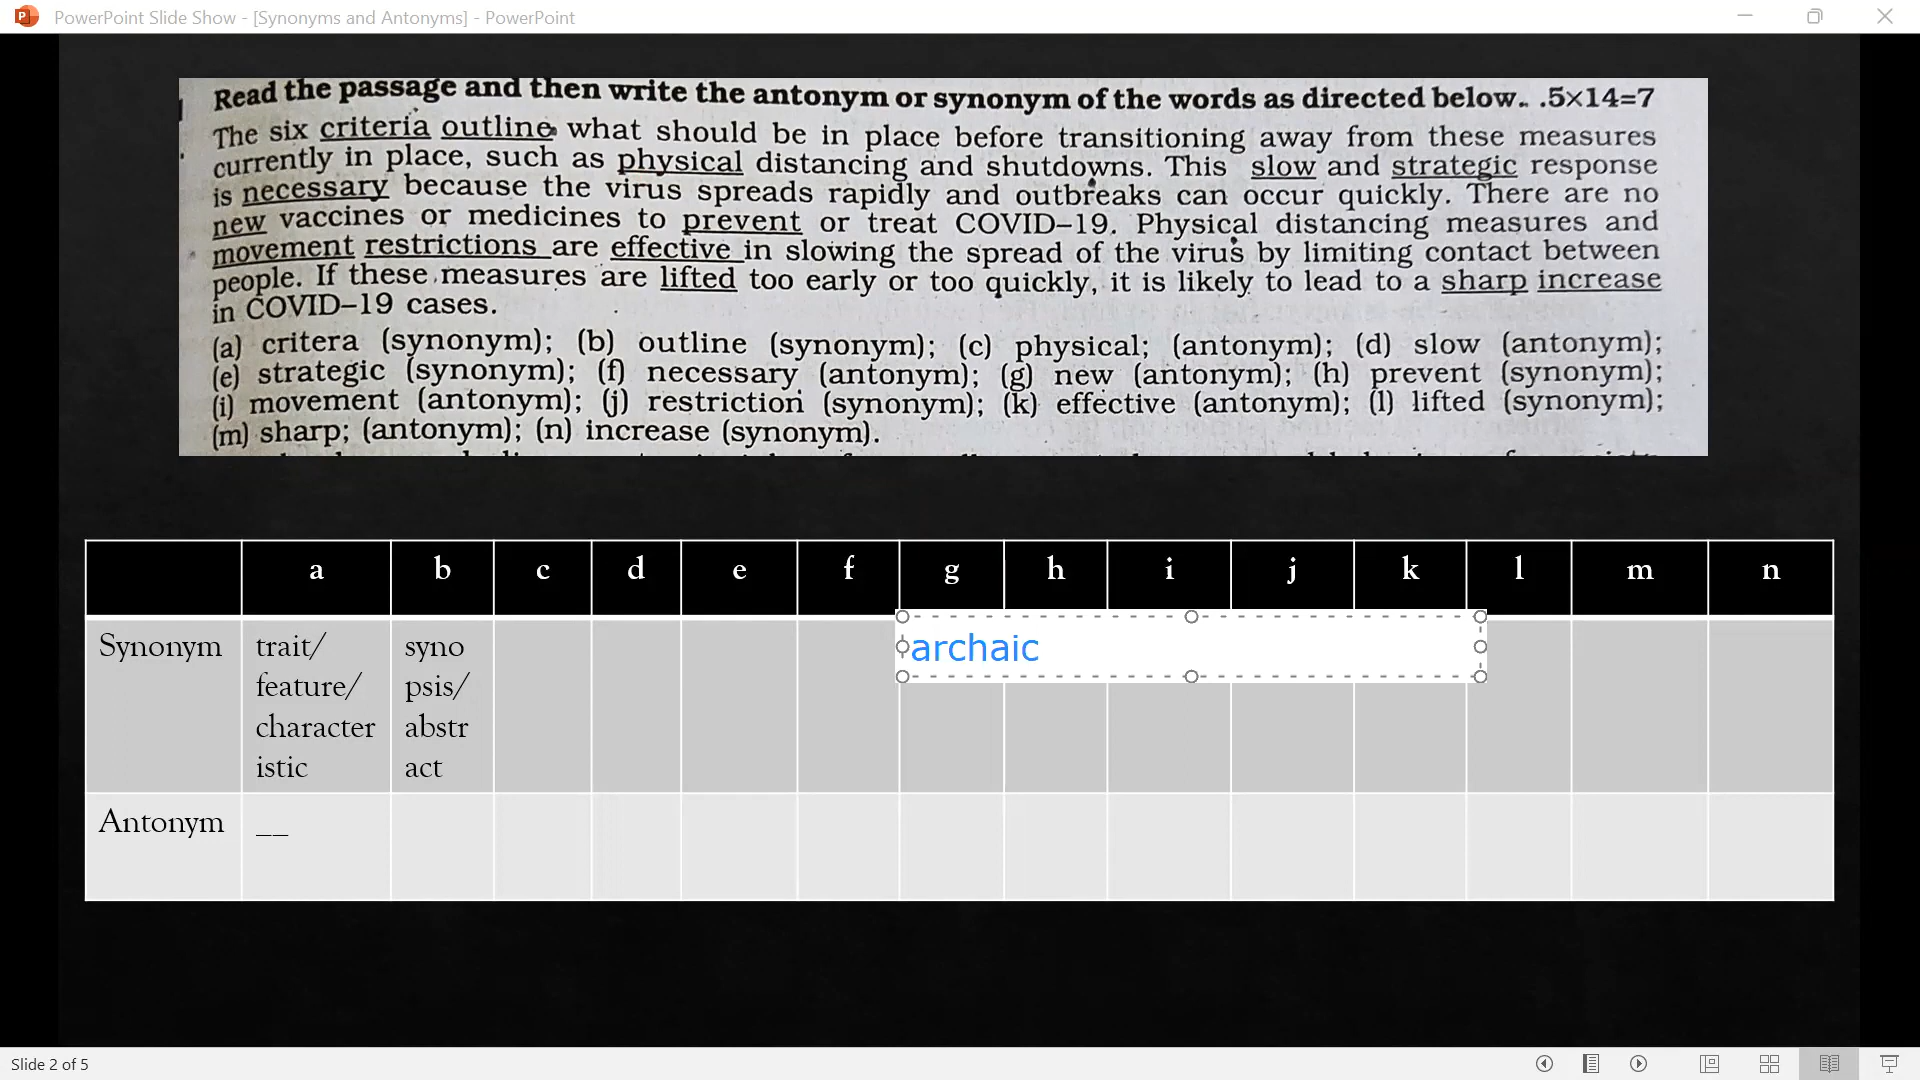 PowerPoint Slide Show - [Synonyms and Antonyms] - PowerPoint
Read the passage and then write the antonym or synonym of the words as directed below. .5×14=7
The six criteria outline what should be in place before transitioning away from these measures
currently in place, such as physical distancing and shutdowns. This slow and strategic response
is necessary because the virus spreads rapidly and outbreaks can occur quickly. There are no
new vaccines or medicines to prevent or treat COVID–19. Physical distancing measures and
movement restrictions are effective in slowing the spread of the virus by limiting contact between
people. If these measures are lifted too early or too quickly, it is likely to lead to a sharp increase
in COVID–19 cases.
(a) critera (synonym); (b) outline (synonym); (c) physical; (antonym); (d) slow (antonym);
(e) strategic (synonym); (f) necessary (antonym); (g) new (antonym); (h) prevent (synonym);
(i) movement (antonym); (j) restriction (synonym); (k) effective (antonym); (l) lifted (synonym);
(m) sharp; (antonym); (n) increase (synonym).
a b c d e f g h i j k l m n
Synonym trait/ syno archaic
feature/ psis/
character abstr
istic act
Antonym __
Slide 2 of 5